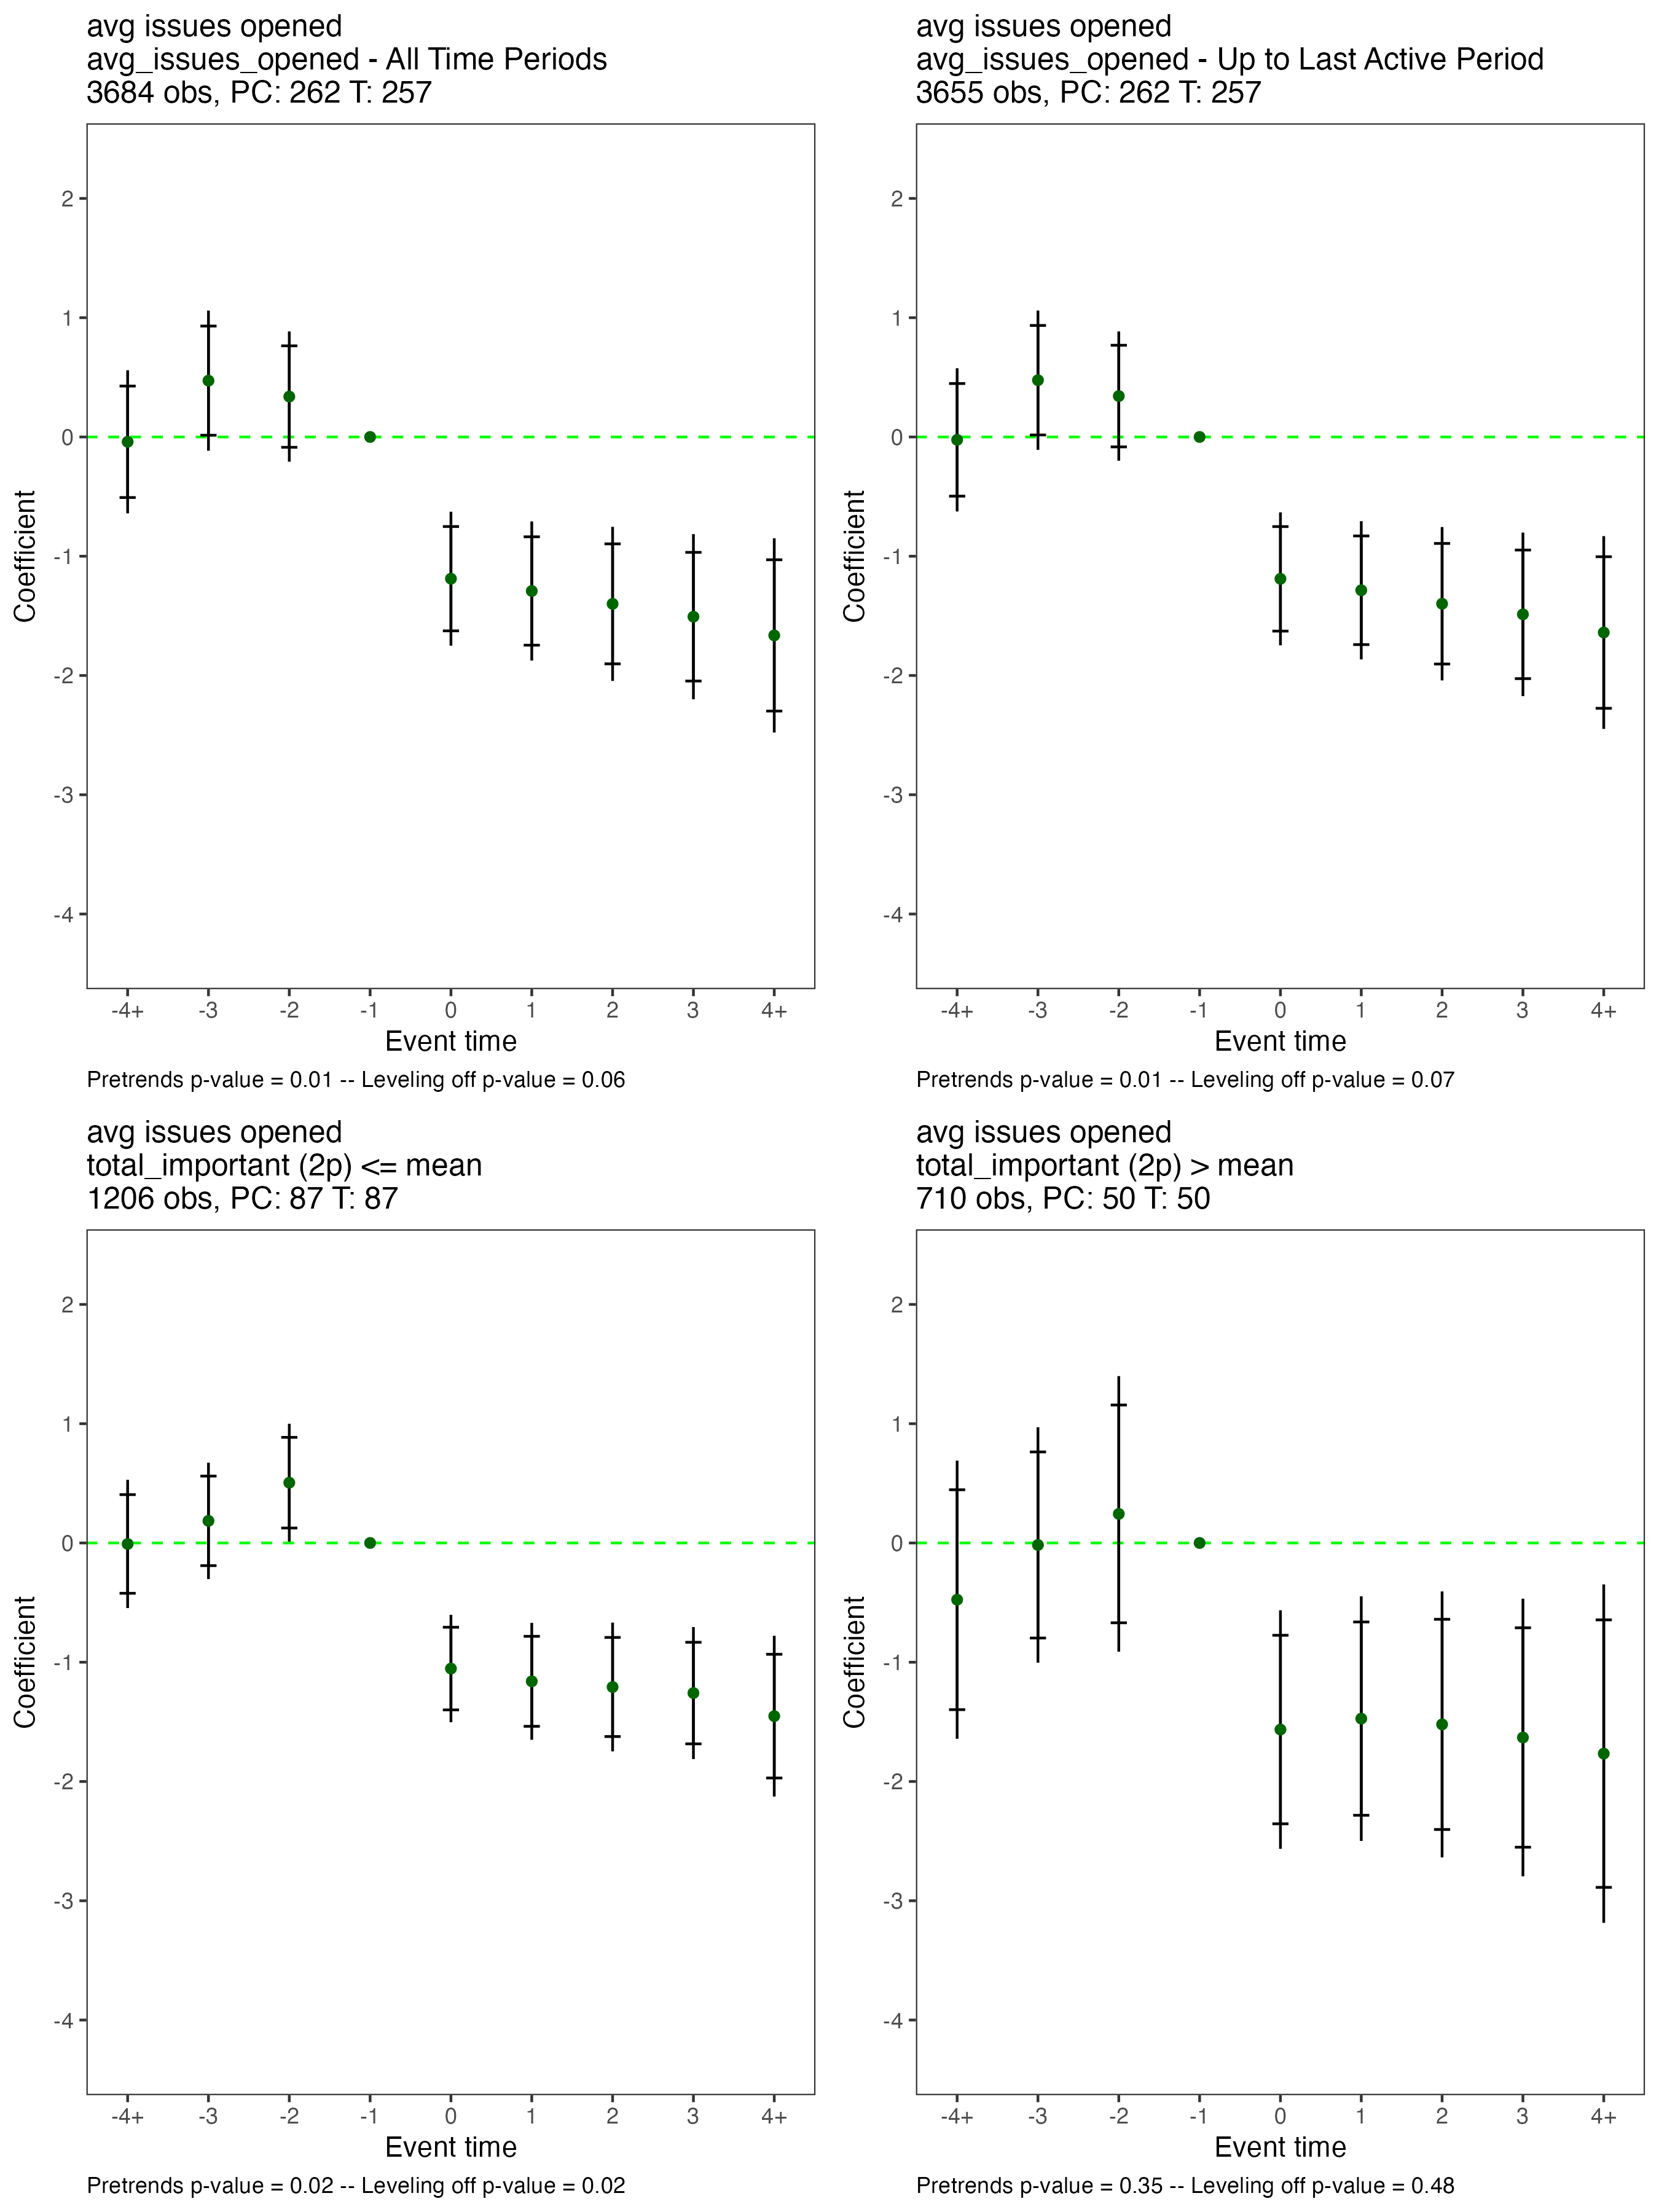 avg issues opened
avg_issues_opened - All Time Periods
3684 obs, PC: 262 T: 257
2
1
0
-1
-2
-3
-4
Coefficient
-4+ -3 -2 -1 0 1 2 3 4+
Event time
Pretrends p-value = 0.01 -- Leveling off p-value = 0.06
avg issues opened
avg_issues_opened - Up to Last Active Period
3655 obs, PC: 262 T: 257
2
1
0
-1
-2
-3
-4
Coefficient
-4+ -3 -2 -1 0 1 2 3 4+
Event time
Pretrends p-value = 0.01 -- Leveling off p-value = 0.07
avg issues opened
total_important (2p) <= mean
1206 obs, PC: 87 T: 87
2
1
0
-1
-2
-3
-4
Coefficient
-4+ -3 -2 -1 0 1 2 3 4+
Event time
Pretrends p-value = 0.02 -- Leveling off p-value = 0.02
avg issues opened
total_important (2p) > mean
710 obs, PC: 50 T: 50
2
1
0
-1
-2
-3
-4
Coefficient
-4+ -3 -2 -1 0 1 2 3 4+
Event time
Pretrends p-value = 0.35 -- Leveling off p-value = 0.48